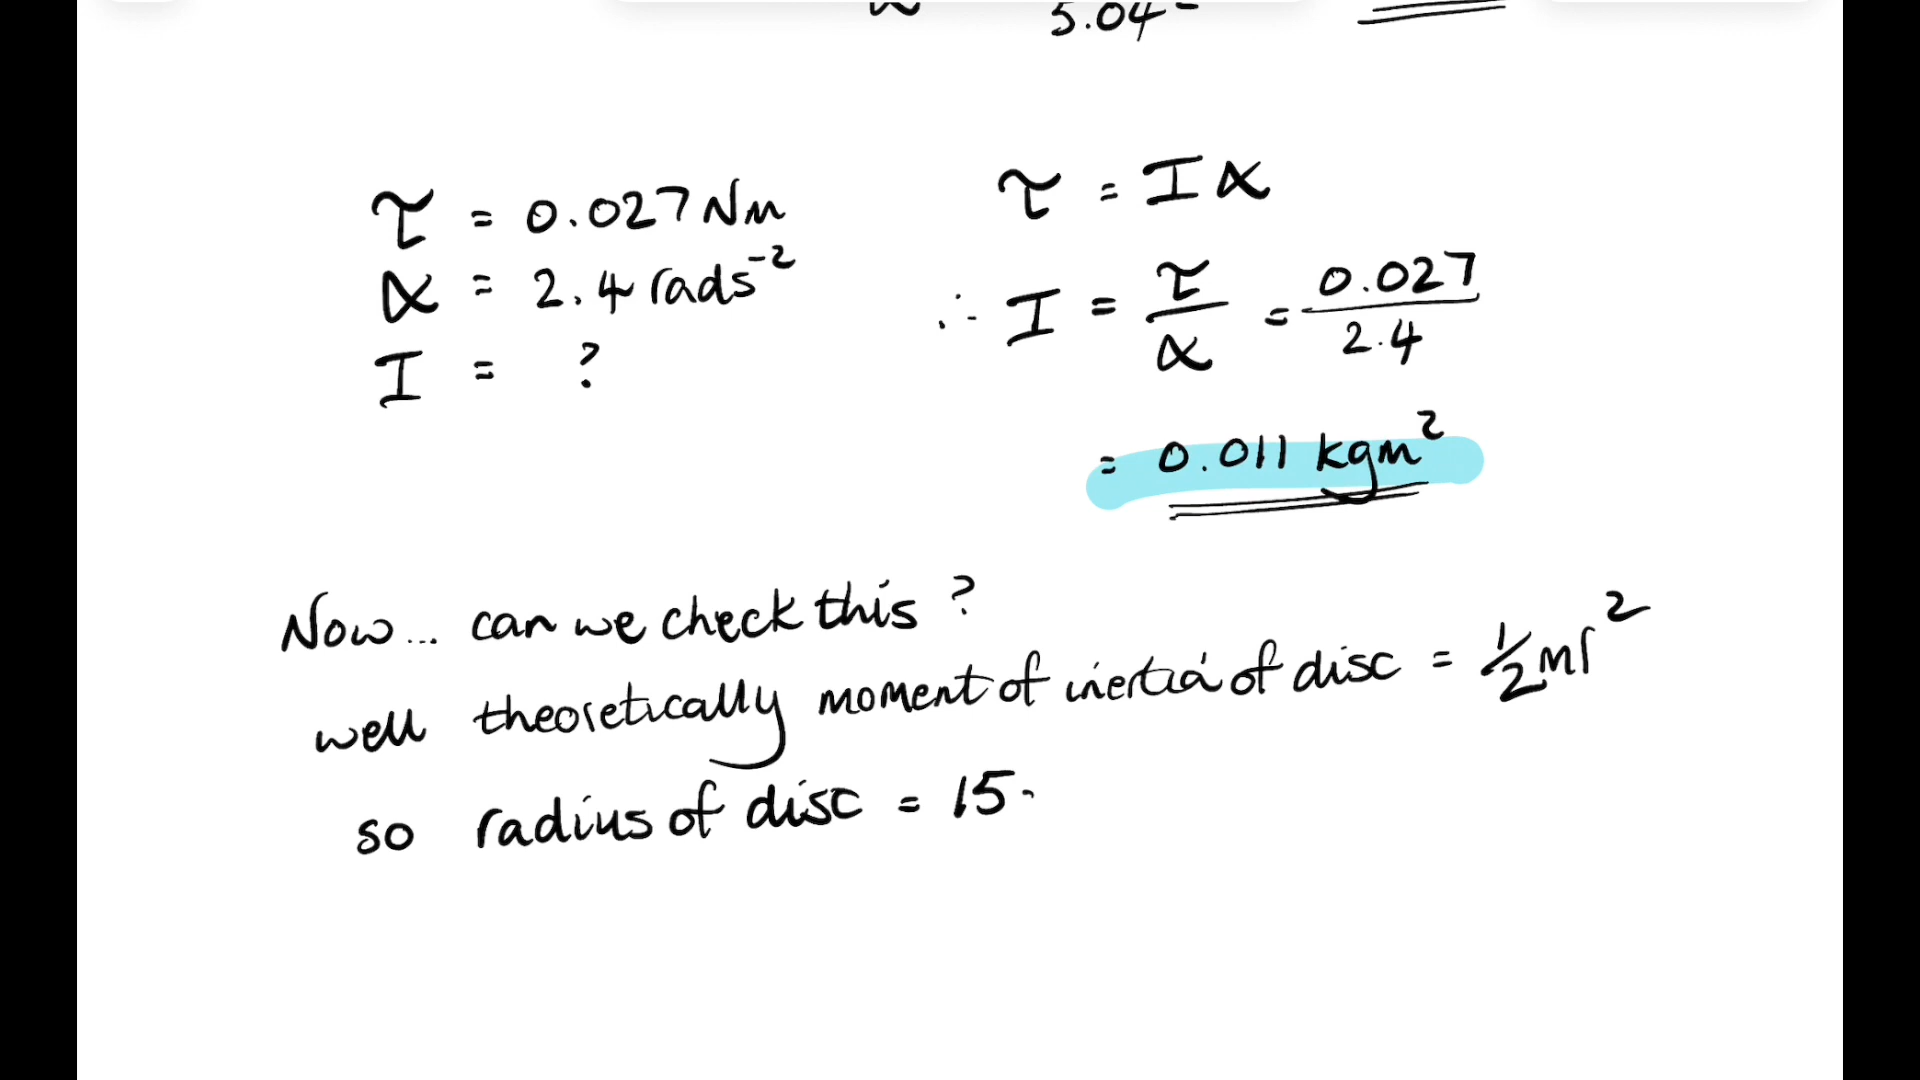 5.04²
τ = 0.027 Nm
α = 2.4 rads⁻²
I = ?
τ = Iα
∴ I = τ/α = 0.027/2.4
= 0.011 kgm²
Now... can we check this?
well theoretically moment of inertia of disc = ½mr²
so radius of disc = 15.